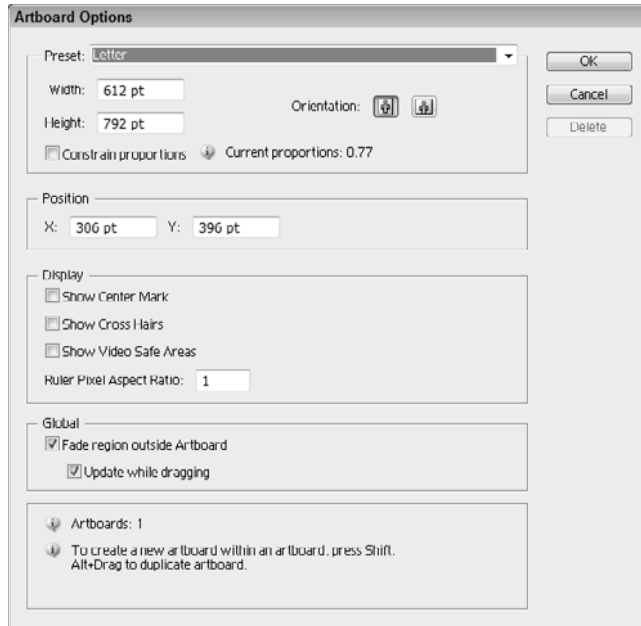 Artboard Options
Preset: Letter
OK
Width: 612 pt
Cancel
Orientation:
Height: 792 pt
Delete
Constrain proportions Current proportions: 0.77
Position
X: 306 pt Y: 396 pt
Display
Show Center Mark
Show Cross Hairs
Show Video Safe Areas
Ruler Pixel Aspect Ratio: 1
Global
Fade region outside Artboard
Update while dragging
Artboards: 1
To create a new artboard within an artboard, press Shift.
Alt+Drag to duplicate artboard.